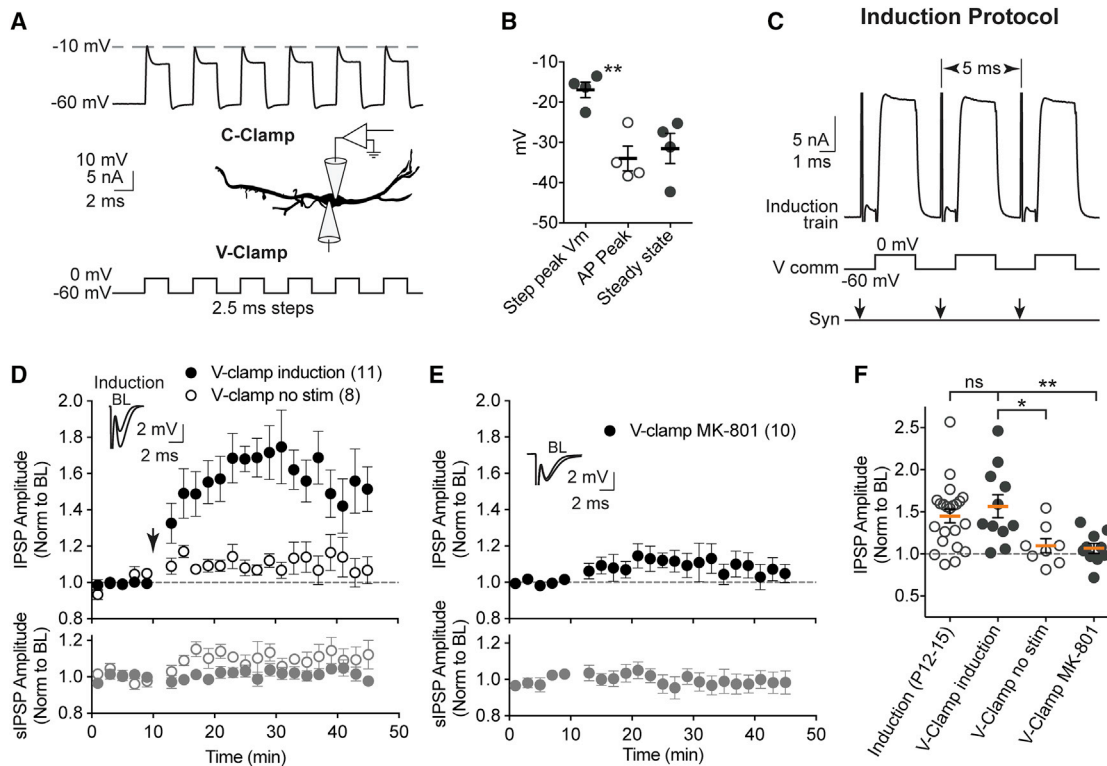 A
-10 mV
-60 mV
C-Clamp
10 mV
5 nA
2 ms
V-Clamp
0 mV
-60 mV
2.5 ms steps
B
-10
-20
-30
-40
-50
mV
**
Step peak Vm
AP Peak
Steady state
C
Induction Protocol
5 ms
5 nA
1 ms
Induction
train
0 mV
V comm
-60 mV
Syn
D
V-clamp induction (11)
V-clamp no stim (8)
Induction
BL
2 mV
2 ms
IPSP Amplitude
(Norm to BL)
2.0
1.8
1.6
1.4
1.2
1.0
0.8
sIPSP Amplitude
(Norm to BL)
1.2
1.0
0.8
0
10
20
30
40
50
Time (min)
E
V-clamp MK-801 (10)
BL
2 mV
2 ms
IPSP Amplitude
(Norm to BL)
2.0
1.8
1.6
1.4
1.2
1.0
0.8
sIPSP Amplitude
(Norm to BL)
1.2
1.0
0.8
0
10
20
30
40
50
Time (min)
F
ns
**
*
IPSP Amplitude
(Norm to BL)
2.5
2.0
1.5
1.0
0.5
Induction (P12-15)
V-Clamp induction
V-Clamp no stim
V-Clamp MK-801